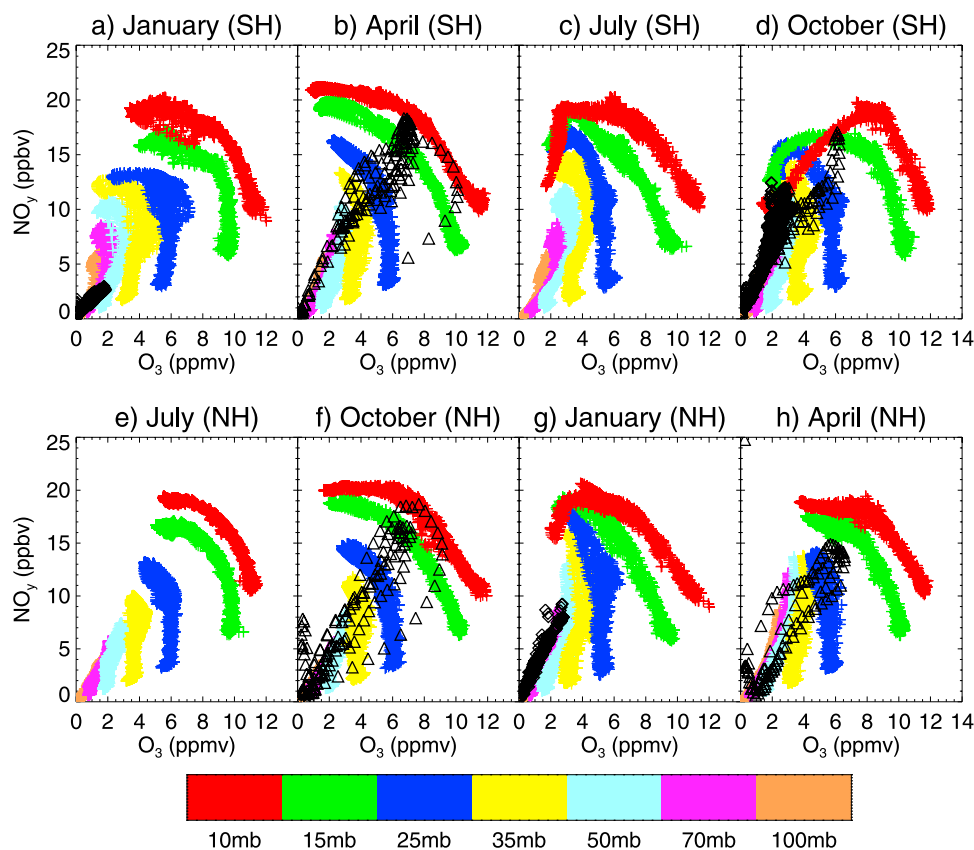 a) January (SH) b) April (SH) c) July (SH) d) October (SH)
25
20
15
10
5
0
NOy (ppbv)
0 2 4 6 8 10 12 0 2 4 6 8 10 12 0 2 4 6 8 10 12 0 2 4 6 8 10 12 14
O3 (ppmv) O3 (ppmv) O3 (ppmv) O3 (ppmv)
e) July (NH) f) October (NH) g) January (NH) h) April (NH)
25
20
15
10
5
0
NOy (ppbv)
0 2 4 6 8 10 12 0 2 4 6 8 10 12 0 2 4 6 8 10 12 0 2 4 6 8 10 12 14
O3 (ppmv) O3 (ppmv) O3 (ppmv) O3 (ppmv)
10mb 15mb 25mb 35mb 50mb 70mb 100mb